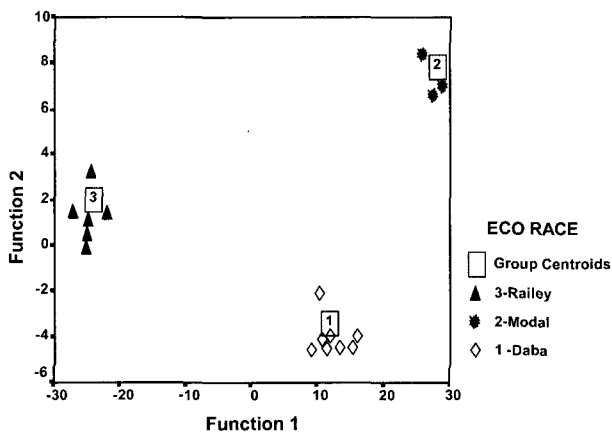 10
8
6
4
2
0
-2
-4
-6
Function 2
2
3
1
-30
-20
-10
0
10
20
30
Function 1
ECO RACE
Group Centroids
3-Railey
2-Modal
1-Daba